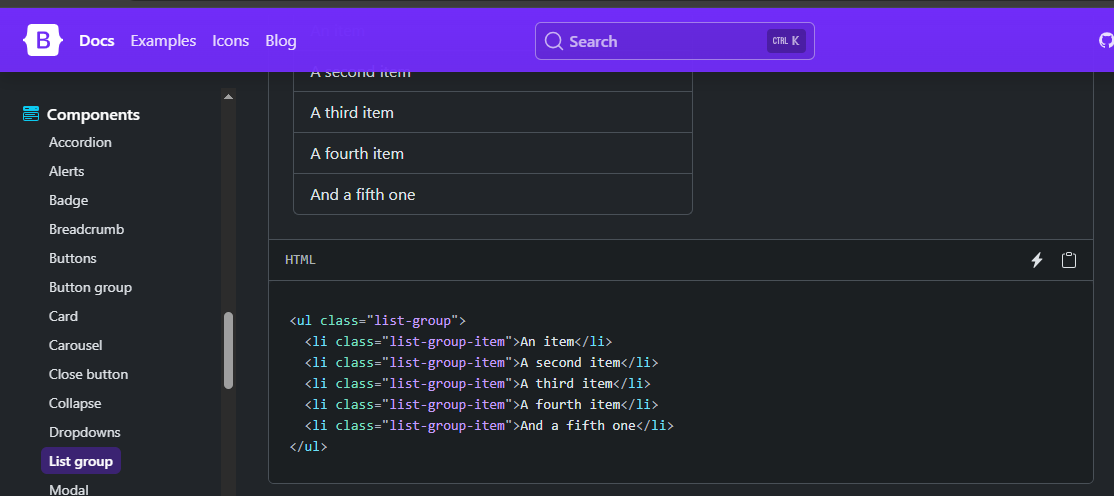 B Docs Examples Icons Blog Search CTRL K
Components
Accordion
Alerts
Badge
Breadcrumb
Buttons
Button group
Card
Carousel
Close button
Collapse
Dropdowns
List group
Modal
A second item
A third item
A fourth item
And a fifth one
HTML
<ul class="list-group">
  <li class="list-group-item">An item</li>
  <li class="list-group-item">A second item</li>
  <li class="list-group-item">A third item</li>
  <li class="list-group-item">A fourth item</li>
  <li class="list-group-item">And a fifth one</li>
</ul>